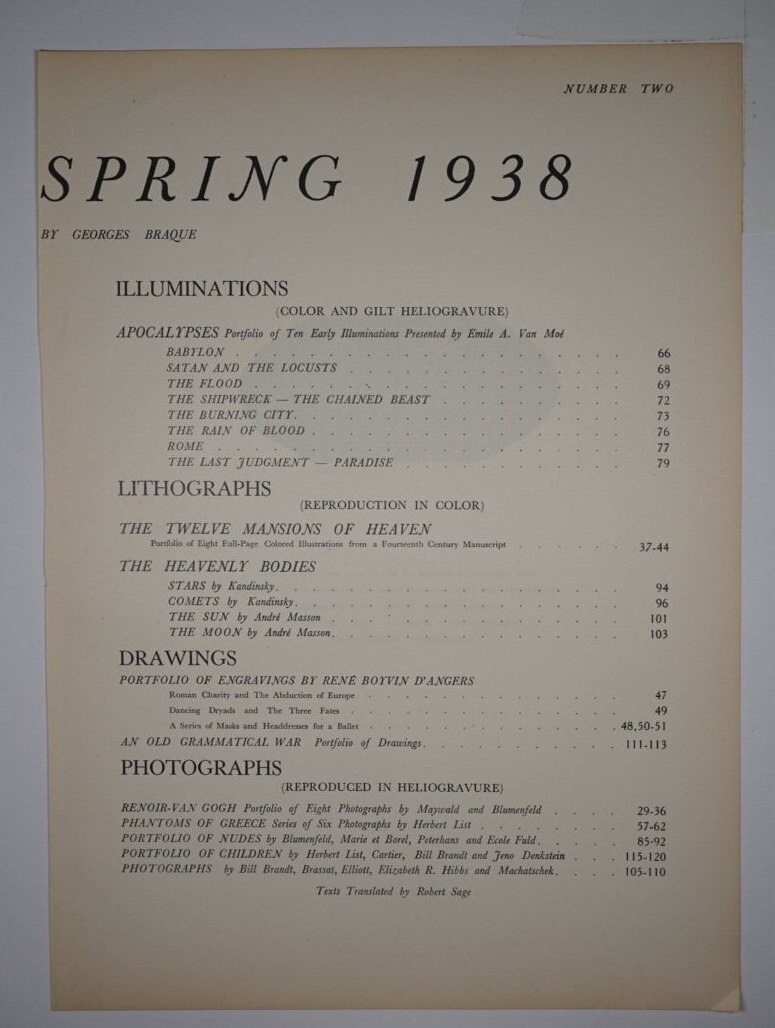 NUMBER TWO
SPRING 1938
BY GEORGES BRAQUE
ILLUMINATIONS
(COLOR AND GILT HELIOGRAVURE)
APOCALYPSES Portfolio of Ten Early Illuminations Presented by Emile A. Van Moé
BABYLON . . . . . . . . . . . . . . . . . . . . . . 66
SATAN AND THE LOCUSTS . . . . . . . . . . . . . . . 68
THE FLOOD . . . . . . . . . . . . . . . . . . . . . 69
THE SHIPWRECK — THE CHAINED BEAST . . . . . . . . . . 72
THE BURNING CITY. . . . . . . . . . . . . . . . . . 73
THE RAIN OF BLOOD . . . . . . . . . . . . . . . . . 76
ROME . . . . . . . . . . . . . . . . . . . . . . . 77
THE LAST JUDGMENT — PARADISE . . . . . . . . . . . . 79
LITHOGRAPHS
(REPRODUCTION IN COLOR)
THE TWELVE MANSIONS OF HEAVEN
Portfolio of Eight Full-Page Colored Illustrations from a Fourteenth Century Manuscript . . . . . . 37-44
THE HEAVENLY BODIES
STARS by Kandinsky. . . . . . . . . . . . . . . . . . 94
COMETS by Kandinsky. . . . . . . . . . . . . . . . . 96
THE SUN by André Masson . . . . . . . . . . . . . . . 101
THE MOON by André Masson. . . . . . . . . . . . . . . 103
DRAWINGS
PORTFOLIO OF ENGRAVINGS BY RENÉ BOYVIN D'ANGERS
Roman Charity and The Abduction of Europe . . . . . . . . . . . . . 47
Dancing Dryads and The Three Fates . . . . . . . . . . . . . . 49
A Series of Masks and Headdresses for a Ballet . . . . . . . . . . . . . 48,50-51
AN OLD GRAMMATICAL WAR Portfolio of Drawings. . . . . . . . . . . 111-113
PHOTOGRAPHS
(REPRODUCED IN HELIOGRAVURE)
RENOIR-VAN GOGH Portfolio of Eight Photographs by Maywald and Blumenfeld . . . . 29-36
PHANTOMS OF GREECE Series of Six Photographs by Herbert List . . . . . . . 57-62
PORTFOLIO OF NUDES by Blumenfeld, Marie et Borel, Peterhans and Ecole Fuld. . . . . 85-92
PORTFOLIO OF CHILDREN by Herbert List, Cartier, Bill Brandt and Jeno Denkstein . . . 115-120
PHOTOGRAPHS by Bill Brandt, Brassaï, Elliott, Elizabeth R. Hibbs and Machatschek. . . . 105-110
Texts Translated by Robert Sage